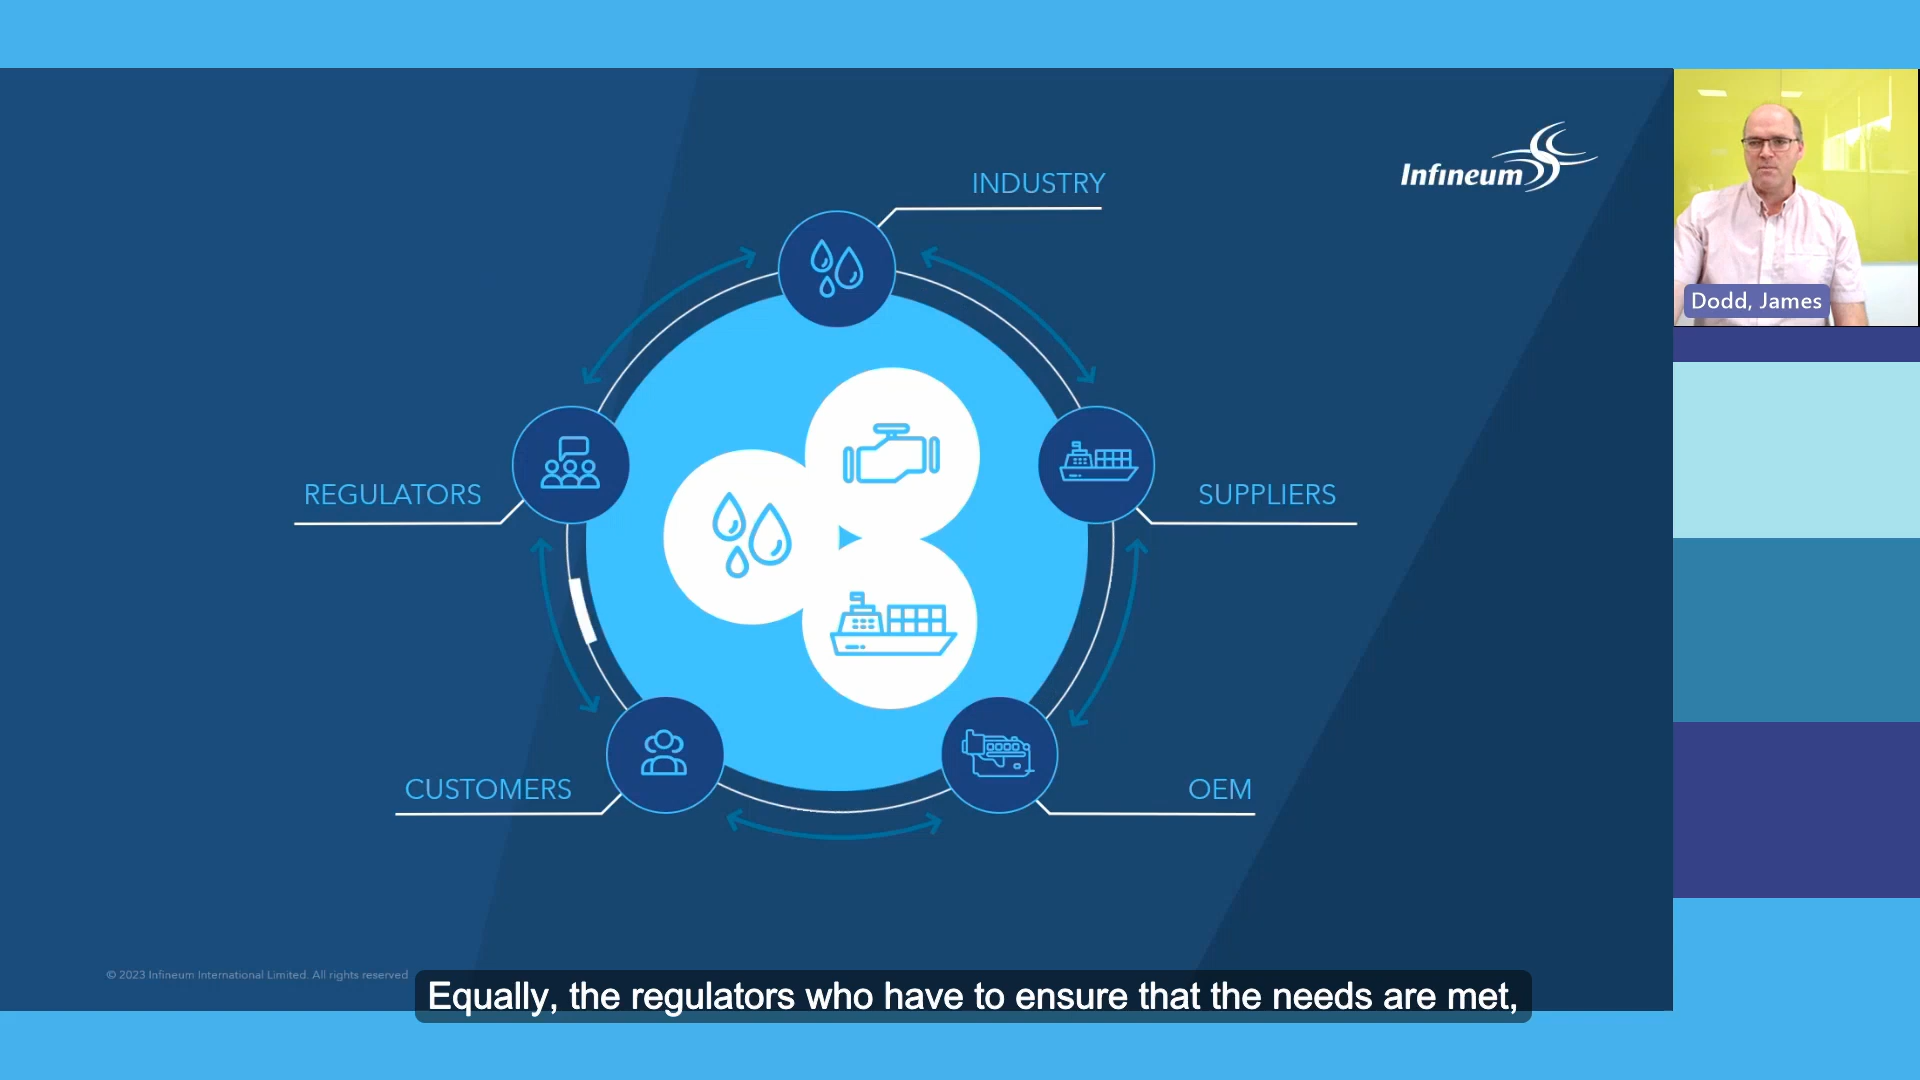 Infineum
INDUSTRY
REGULATORS
SUPPLIERS
CUSTOMERS
OEM
Dodd, James
© 2023 Infineum International Limited. All rights reserved
Equally, the regulators who have to ensure that the needs are met,